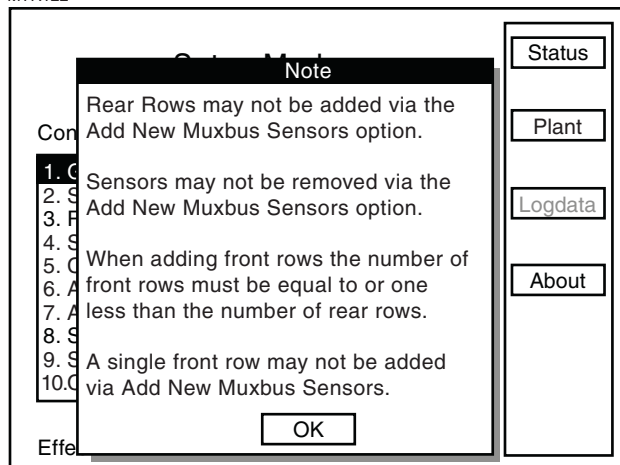 Note
Rear Rows may not be added via the
Add New Muxbus Sensors option.
Sensors may not be removed via the
Add New Muxbus Sensors option.
When adding front rows the number of
front rows must be equal to or one
less than the number of rear rows.
A single front row may not be added
via Add New Muxbus Sensors.
OK
Con
1. G
2. S
3. F
4. S
5. C
6. A
7. A
8. S
9. S
10.C
Effe
Status
Plant
Logdata
About